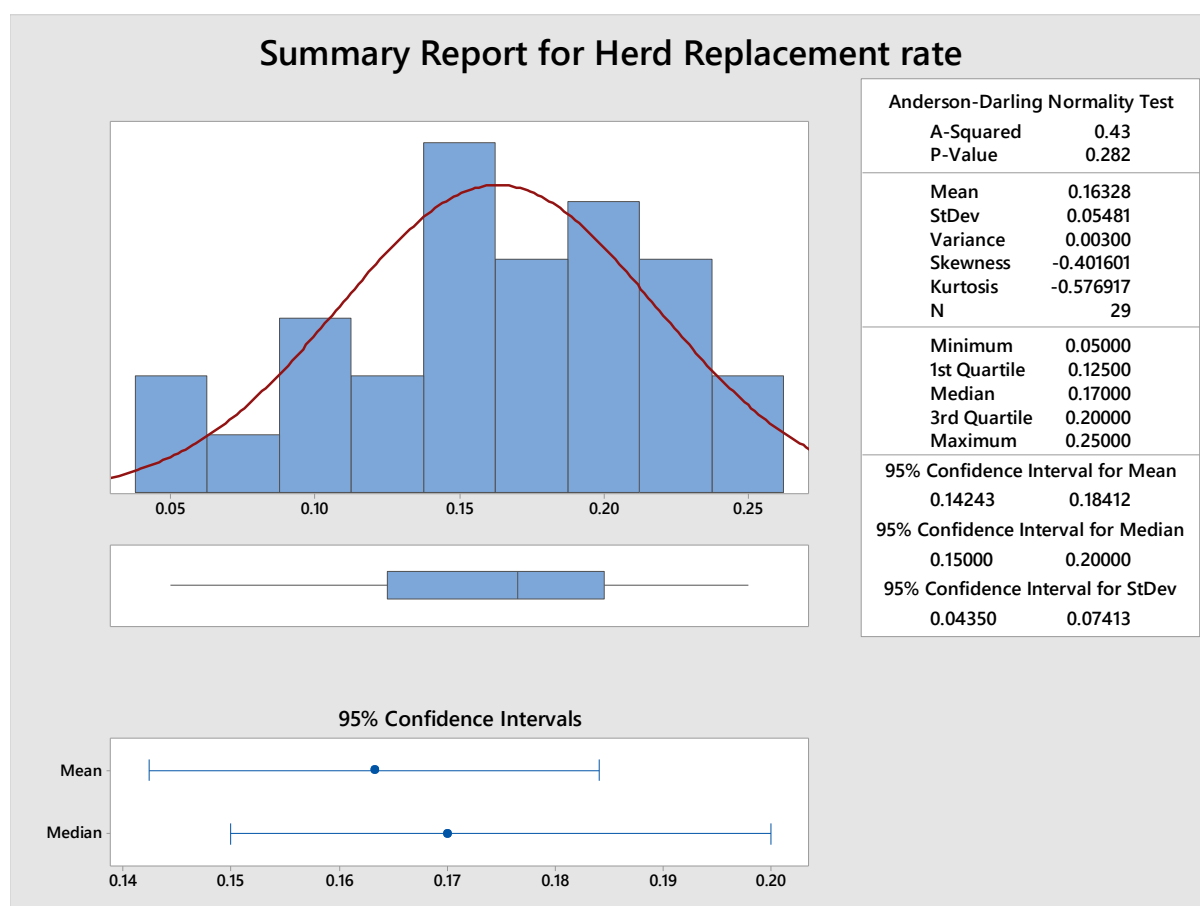 Summary Report for Herd Replacement rate
0.05 0.10 0.15 0.20 0.25
Anderson-Darling Normality Test
A-Squared 0.43
P-Value 0.282
Mean 0.16328
StDev 0.05481
Variance 0.00300
Skewness -0.401601
Kurtosis -0.576917
N 29
Minimum 0.05000
1st Quartile 0.12500
Median 0.17000
3rd Quartile 0.20000
Maximum 0.25000
95% Confidence Interval for Mean
0.14243 0.18412
95% Confidence Interval for Median
0.15000 0.20000
95% Confidence Interval for StDev
0.04350 0.07413
95% Confidence Intervals
Mean
Median
0.14 0.15 0.16 0.17 0.18 0.19 0.20